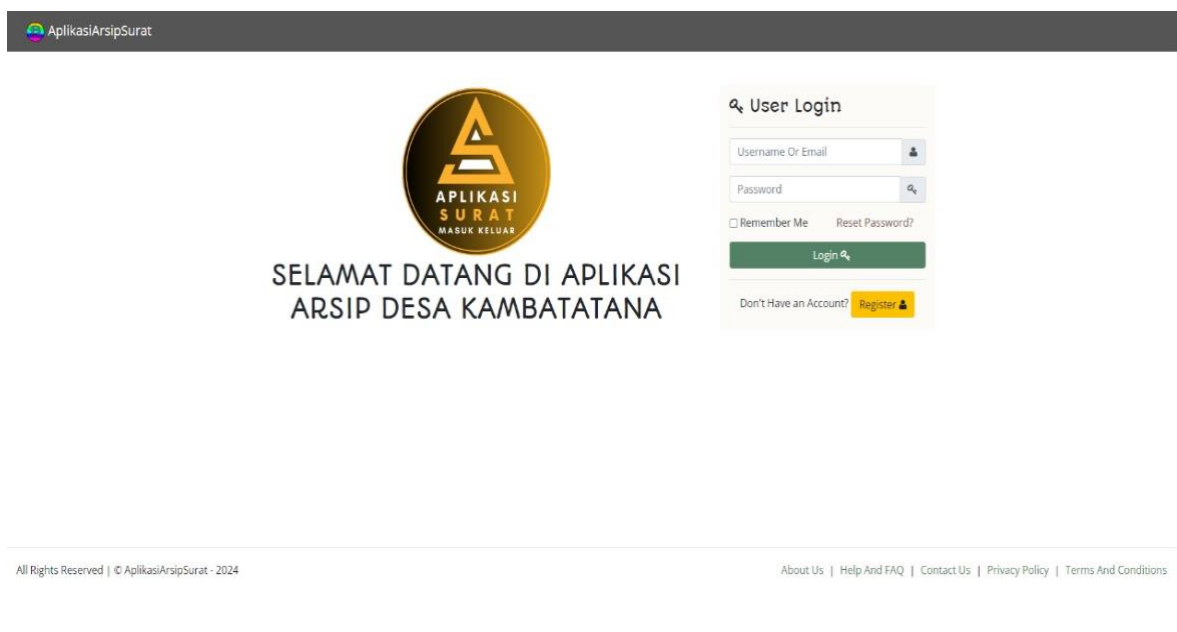 AplikasiArsipSurat
APLIKASI
SURAT
MASUK KELUAR
SELAMAT DATANG DI APLIKASI
ARSIP DESA KAMBATATANA
User Login
Username Or Email
Password
Remember Me Reset Password?
Login
Don't Have an Account? Register
All Rights Reserved | © AplikasiArsipSurat - 2024
About Us | Help And FAQ | Contact Us | Privacy Policy | Terms And Conditions